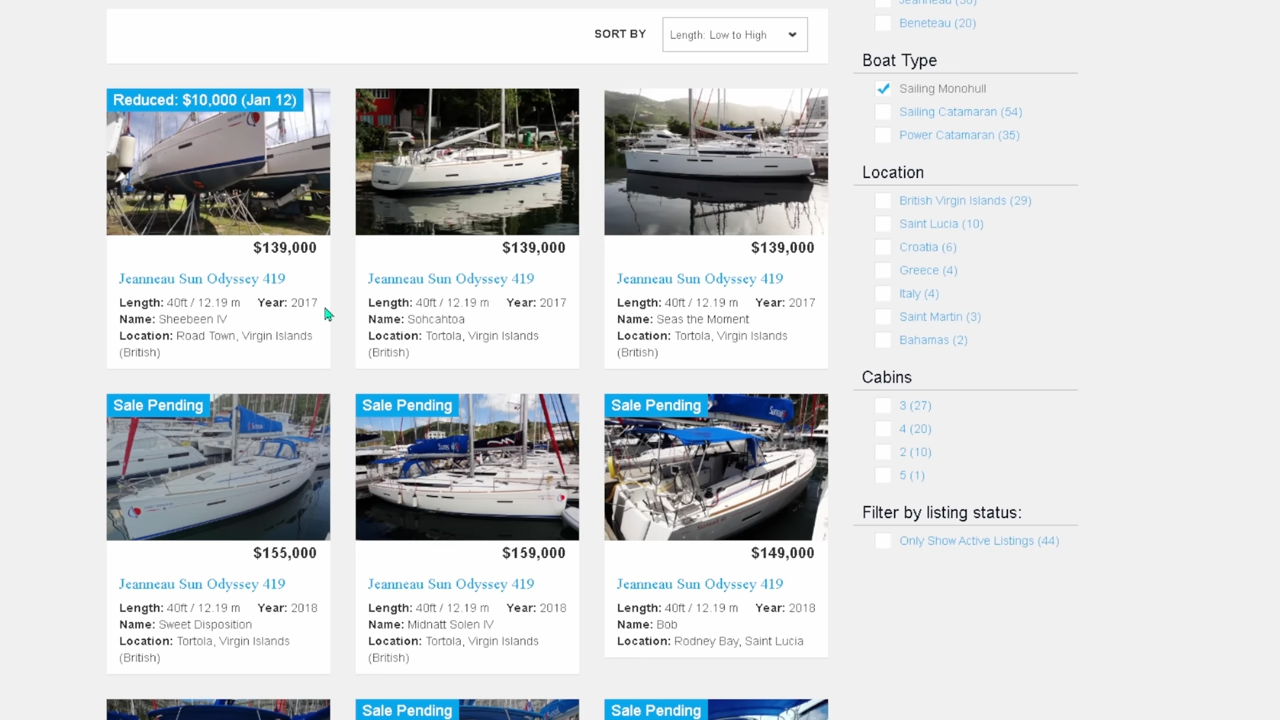 SORT BY
Length: Low to High
Reduced: $10,000 (Jan 12)
$139,000
Jeanneau Sun Odyssey 419
Length: 40ft / 12.19 m Year: 2017
Name: Sheebeen IV
Location: Road Town, Virgin Islands
(British)
$139,000
Jeanneau Sun Odyssey 419
Length: 40ft / 12.19 m Year: 2017
Name: Sohcahtoa
Location: Tortola, Virgin Islands
(British)
$139,000
Jeanneau Sun Odyssey 419
Length: 40ft / 12.19 m Year: 2017
Name: Seas the Moment
Location: Tortola, Virgin Islands
(British)
Sale Pending
$155,000
Jeanneau Sun Odyssey 419
Length: 40ft / 12.19 m Year: 2018
Name: Sweet Disposition
Location: Tortola, Virgin Islands
(British)
Sale Pending
$159,000
Jeanneau Sun Odyssey 419
Length: 40ft / 12.19 m Year: 2018
Name: Midnatt Solen IV
Location: Tortola, Virgin Islands
(British)
Sale Pending
$149,000
Jeanneau Sun Odyssey 419
Length: 40ft / 12.19 m Year: 2018
Name: Bob
Location: Rodney Bay, Saint Lucia
Sale Pending
Sale Pending
Beneteau (20)
Boat Type
Sailing Monohull
Sailing Catamaran (54)
Power Catamaran (35)
Location
British Virgin Islands (29)
Saint Lucia (10)
Croatia (6)
Greece (4)
Italy (4)
Saint Martin (3)
Bahamas (2)
Cabins
3 (27)
4 (20)
2 (10)
5 (1)
Filter by listing status:
Only Show Active Listings (44)